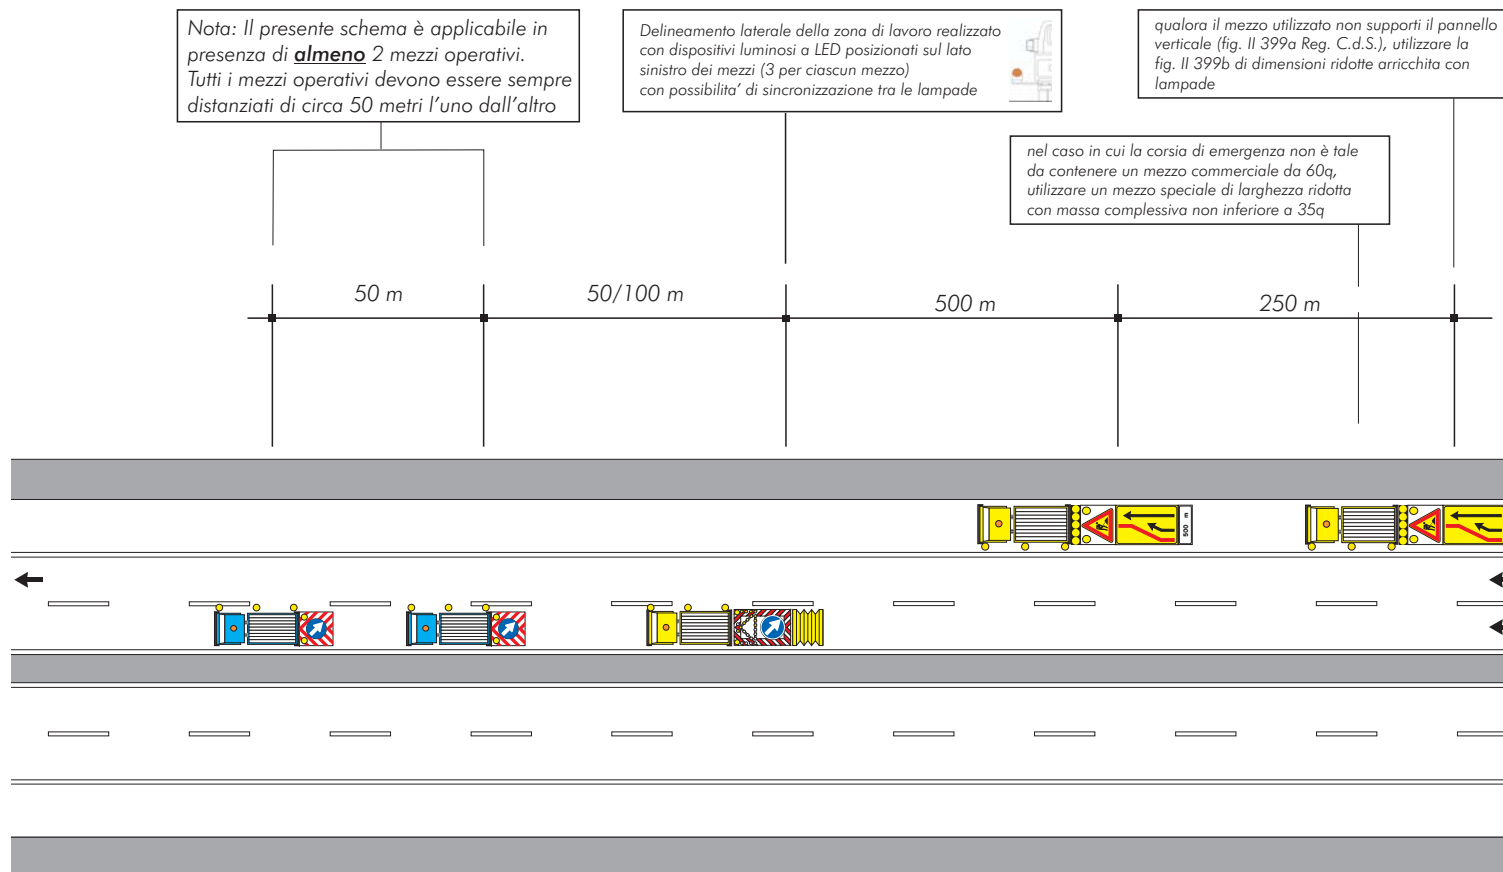 Nota: Il presente schema è applicabile in
presenza di almeno 2 mezzi operativi.
Tutti i mezzi operativi devono essere sempre
distanziati di circa 50 metri l'uno dall'altro
Delineamento laterale della zona di lavoro realizzato
con dispositivi luminosi a LED posizionati sul lato
sinistro dei mezzi (3 per ciascun mezzo)
con possibilita' di sincronizzazione tra le lampade
qualora il mezzo utilizzato non supporti il pannello
verticale (fig. II 399a Reg. C.d.S.), utilizzare la
fig. II 399b di dimensioni ridotte arricchita con
lampade
nel caso in cui la corsia di emergenza non è tale
da contenere un mezzo commerciale da 60q,
utilizzare un mezzo speciale di larghezza ridotta
con massa complessiva non inferiore a 35q
50 m
50/100 m
500 m
250 m
500 m